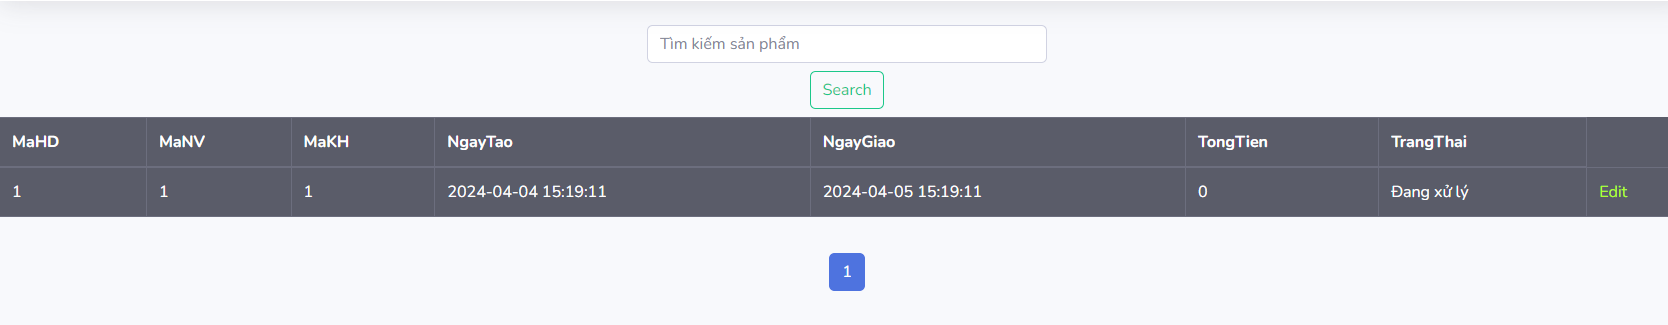 Tìm kiếm sản phẩm
Search
MaHD MaNV MaKH NgayTao NgayGiao TongTien TrangThai
1 1 1 2024-04-04 15:19:11 2024-04-05 15:19:11 0 Đang xử lý Edit
1